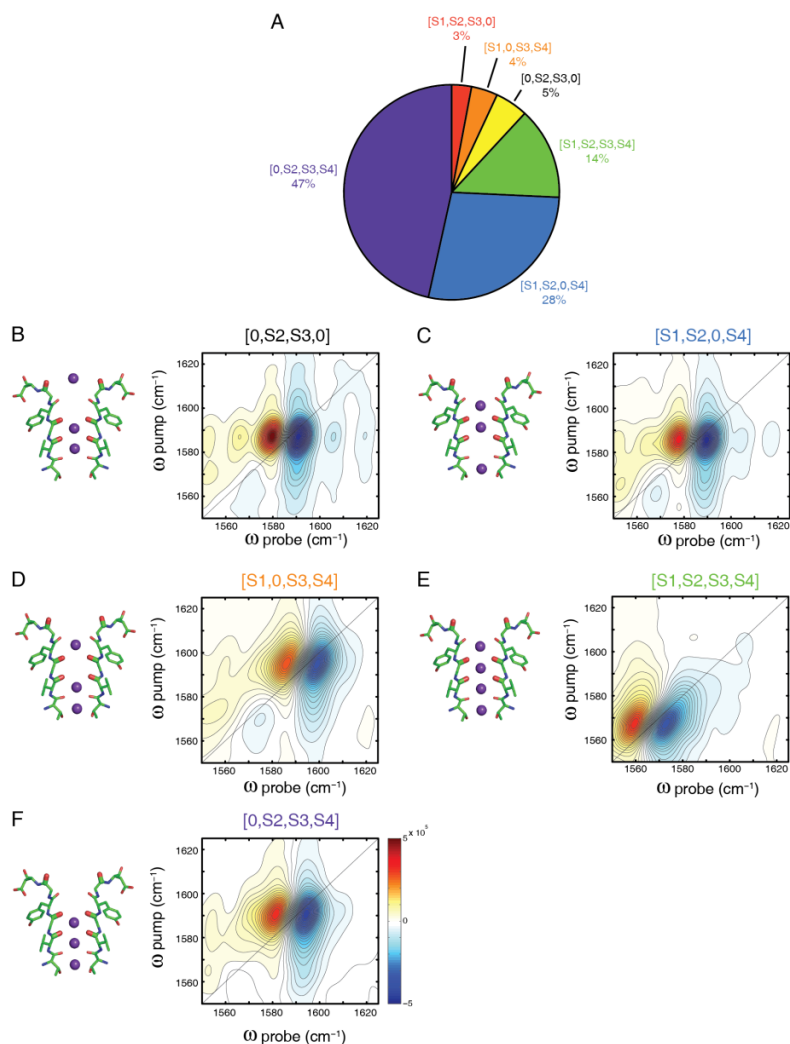 A
[S1,S2,S3,0]
3%
[S1,0,S3,S4]
4%
[0,S2,S3,0]
5%
[S1,S2,S3,S4]
14%
[0,S2,S3,S4]
47%
[S1,S2,0,S4]
28%
B
[0,S2,S3,0]
ω pump (cm⁻¹)
1620
1600
1580
1560
1560 1580 1600 1620
ω probe (cm⁻¹)
C
[S1,S2,0,S4]
ω pump (cm⁻¹)
1620
1600
1580
1560
1560 1580 1600 1620
ω probe (cm⁻¹)
D
[S1,0,S3,S4]
ω pump (cm⁻¹)
1620
1600
1580
1560
1560 1580 1600 1620
ω probe (cm⁻¹)
E
[S1,S2,S3,S4]
ω pump (cm⁻¹)
1620
1600
1580
1560
1560 1580 1600 1620
ω probe (cm⁻¹)
F
[0,S2,S3,S4]
ω pump (cm⁻¹)
1620
1600
1580
1560
1560 1580 1600 1620
ω probe (cm⁻¹)
5 x 10⁵
0
−5